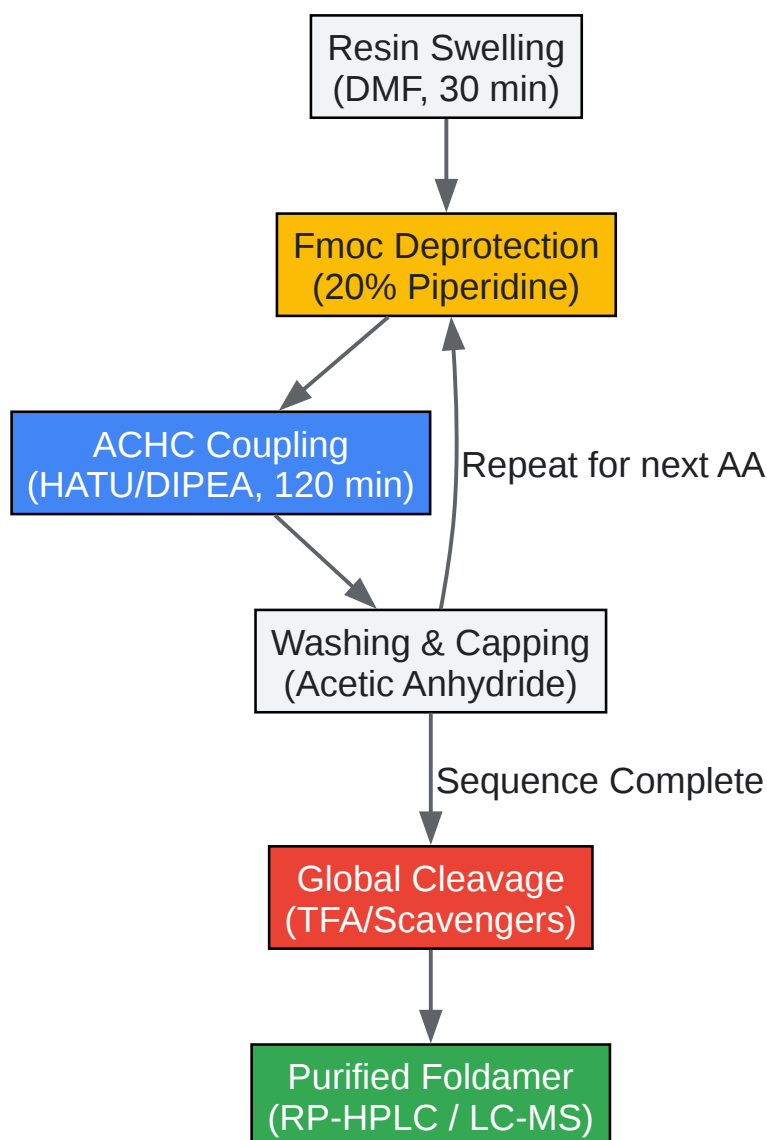 Resin Swelling
(DMF, 30 min)
Fmoc Deprotection
(20% Piperidine)
ACHC Coupling
(HATU/DIPEA, 120 min)
Repeat for next AA
Washing & Capping
(Acetic Anhydride)
Sequence Complete
Global Cleavage
(TFA/Scavengers)
Purified Foldamer
(RP-HPLC / LC-MS)